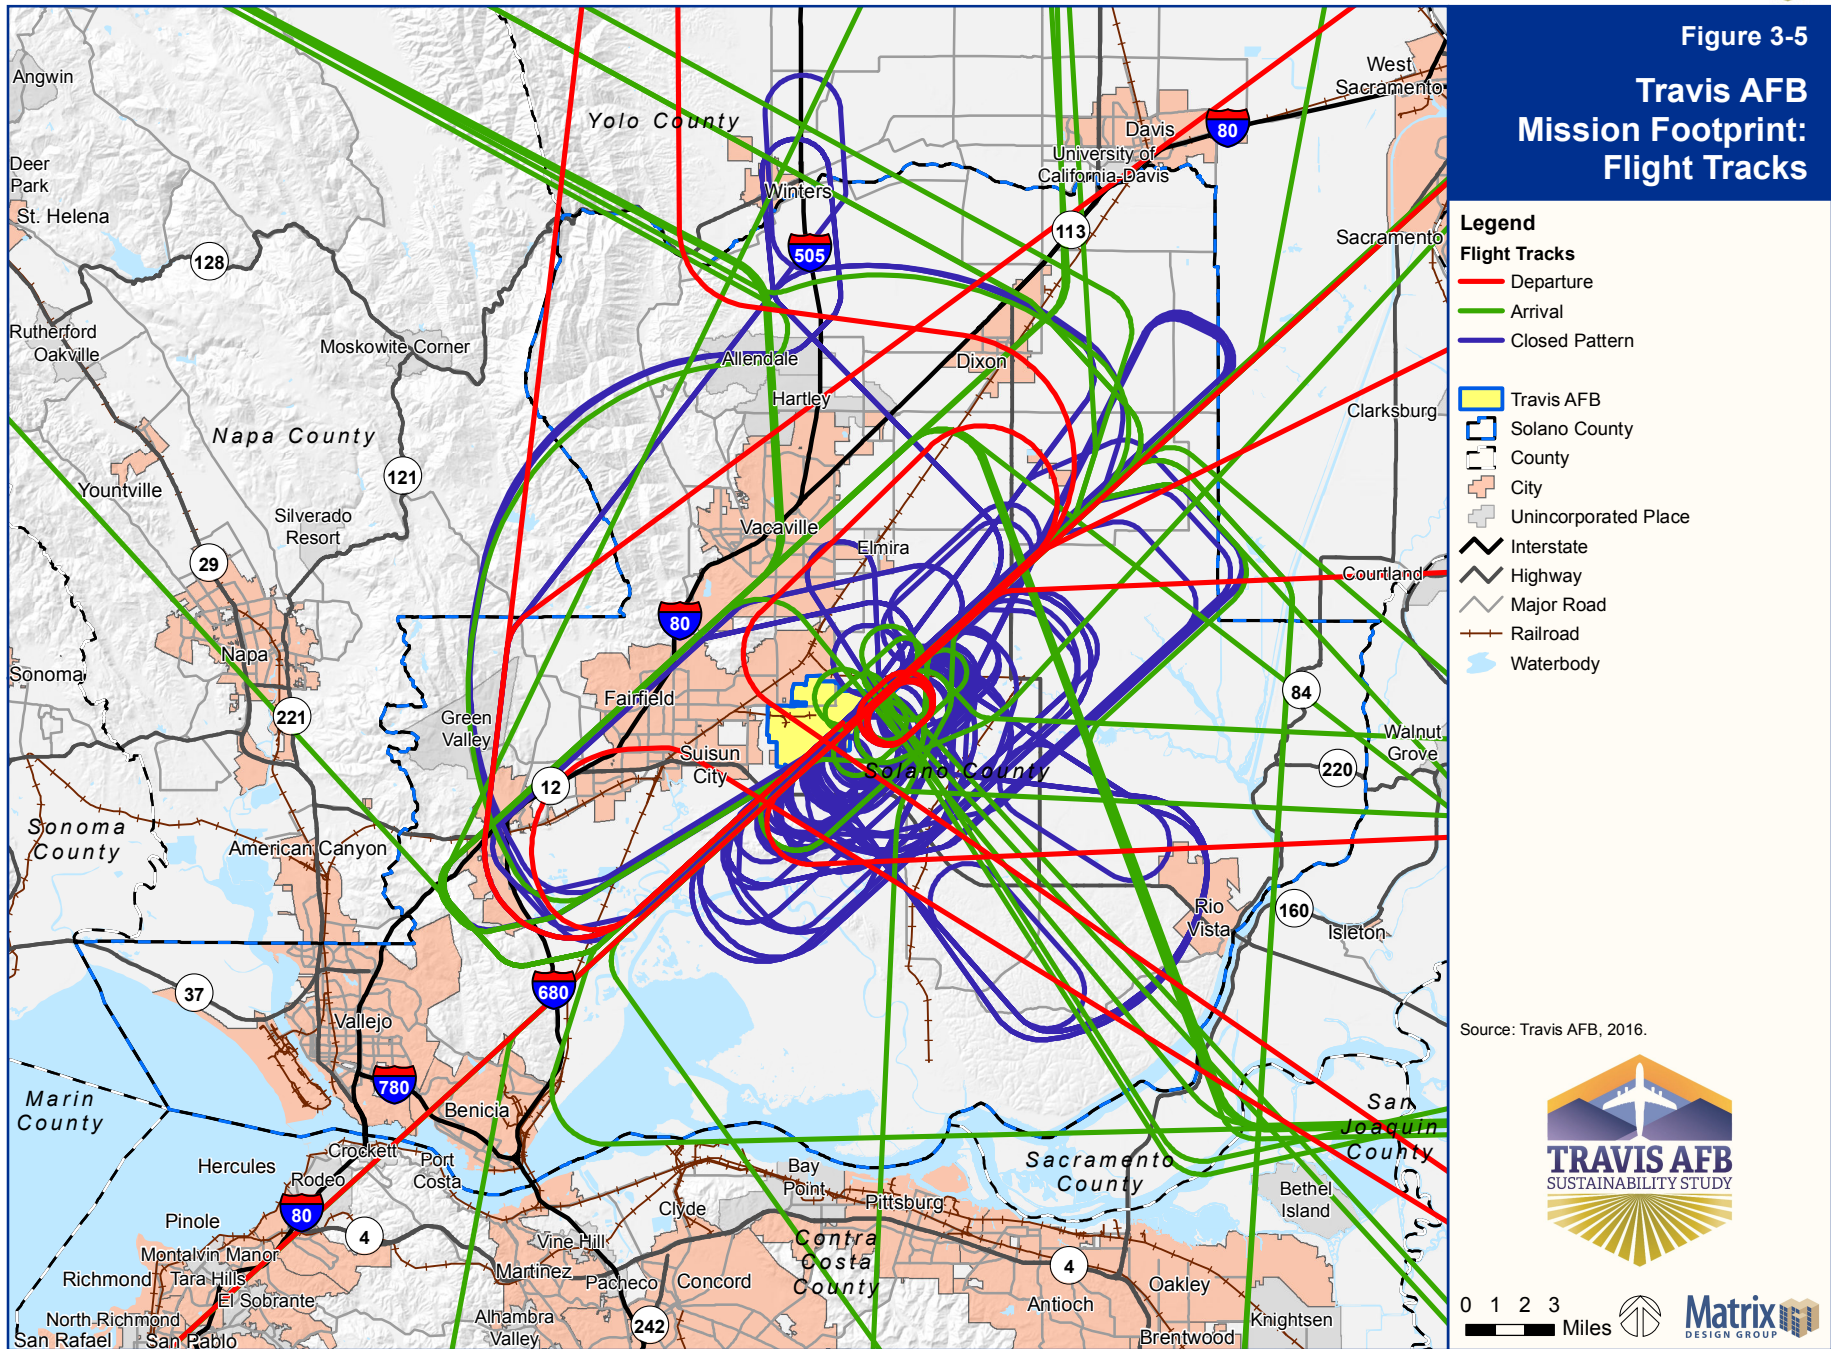 Figure 3-5
Travis AFB
Mission Footprint:
Flight Tracks
Legend
Flight Tracks
Departure
Arrival
Closed Pattern
Travis AFB
Solano County
County
City
Unincorporated Place
Interstate
Highway
Major Road
Railroad
Waterbody
Source: Travis AFB, 2016.
TRAVIS AFB
SUSTAINABILITY STUDY
0 1 2 3
Miles
Matrix
DESIGN GROUP
Angwin
Yolo County
West
Sacramento
Davis
80
University of
California-Davis
Deer
Park
St. Helena
Winters
113
128
505
Sacramento
Rutherford
Oakville
Moskowite Corner
Allendale
Dixon
Hartley
Clarksburg
Napa County
121
Yountville
Silverado
Resort
Vacaville
Elmira
29
Courtland
80
Napa
Sonoma
Fairfield
84
221
Green
Valley
Suisun
City
Walnut
Grove
Solano County
220
12
Sonoma
County
American Canyon
Rio
Vista
160
Isleton
37
680
Vallejo
780
Marin
County
Benicia
San
Joaquin
County
Crockett
Port
Costa
Hercules
Rodeo
Sacramento
County
Bay
Point
Pittsburg
Bethel
Island
80
Clyde
Pinole
4
Vine Hill
Contra
Costa
County
Montalvin Manor
Richmond
Tara Hills
Martinez
Pacheco
Concord
4
Oakley
El Sobrante
Antioch
North Richmond
Alhambra
Valley
242
Knightsen
San Rafael
San Pablo
Brentwood